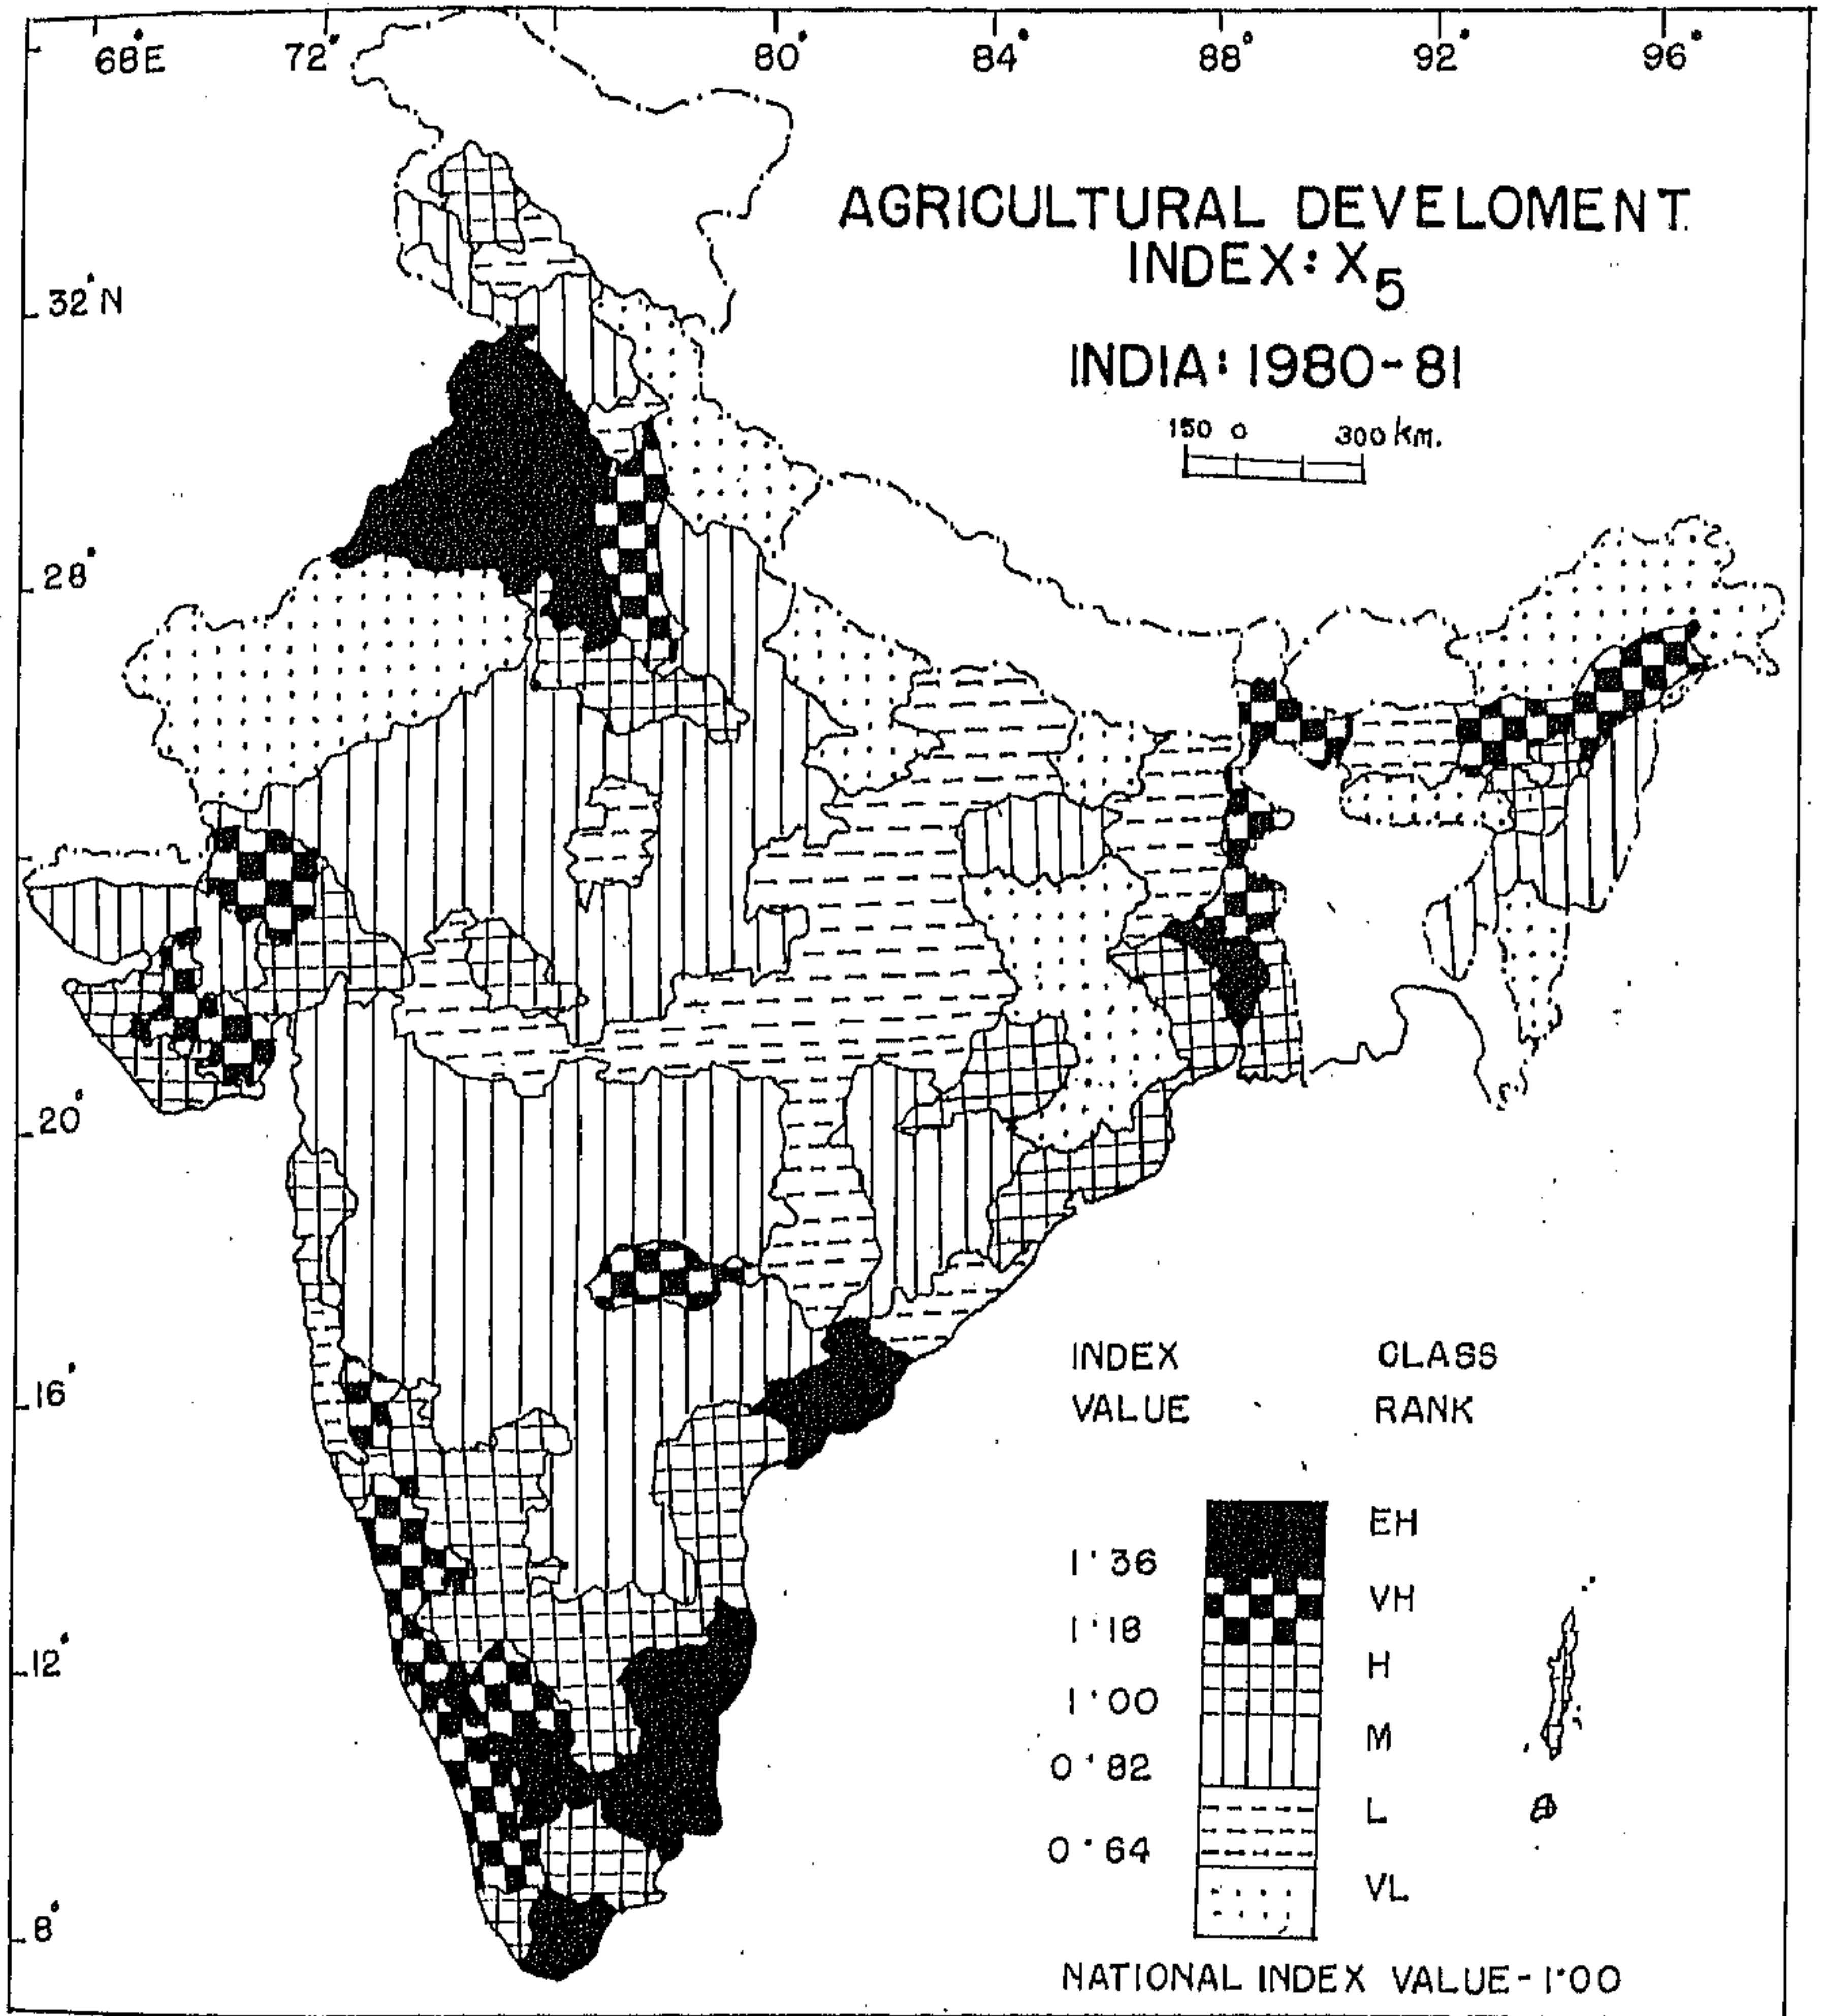 68°E 72° 80° 84° 88° 92° 96°
AGRICULTURAL DEVELOMENT
INDEX: X5
32°N
INDIA: 1980-81
150 0 300 km.
28°
20°
16°
12°
8°
INDEX VALUE
CLASS RANK
EH
1·36
VH
1·18
H
1·00
M
0·82
L
0·64
VL
NATIONAL INDEX VALUE-1·00